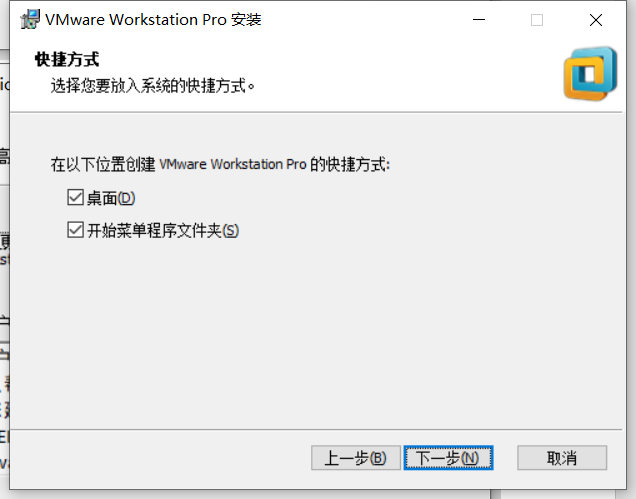 VMware Workstation Pro 安装
快捷方式
选择您要放入系统的快捷方式。
在以下位置创建 VMware Workstation Pro 的快捷方式:
桌面(D)
开始菜单程序文件夹(S)
上一步(B) 下一步(N) 取消